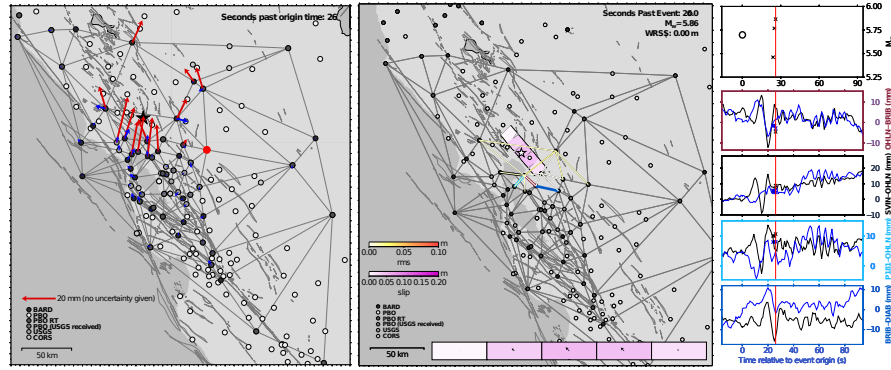 Seconds past origin time: 26
20 mm (no uncertainty given)
BARD
PBO
PBO RT
PBO (USGS received)
USGS
CORS
50 km
Seconds Past Event: 26.0
Mw=5.86
WRSS: 0.00 m
m
0.00 0.05 0.10
rms
m
0.00 0.05 0.10 0.15 0.20
slip
BARD
PBO
PBO RT
PBO (USGS received)
USGS
CORS
50 km
6.00
5.75
5.50
5.25
0 30 60 90
OHLN-BRIB (mm)
10
0
−10
SVN-OHLN (mm)
20
10
0
−10
P181-OHLN (mm)
10
0
BRIB-DIAB (mm)
10
0
−10
0 20 40 60 80
Time relative to event origin (s)